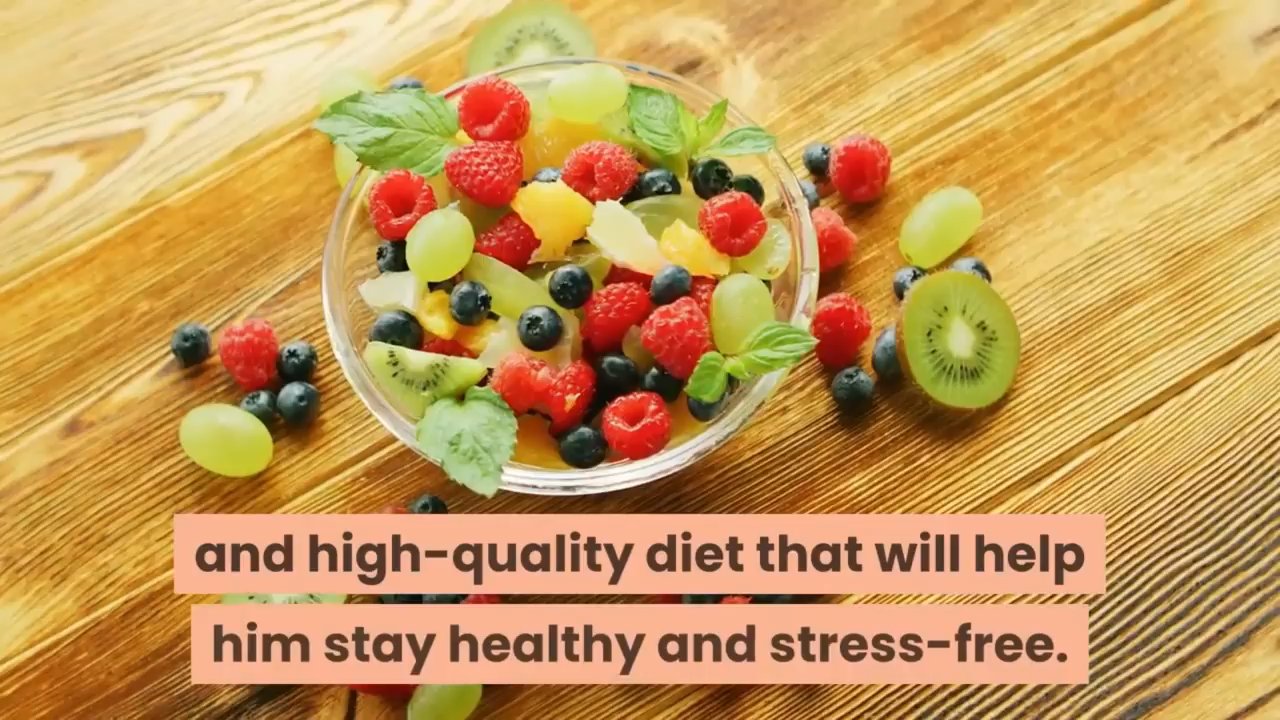 and high-quality diet that will help
him stay healthy and stress-free.